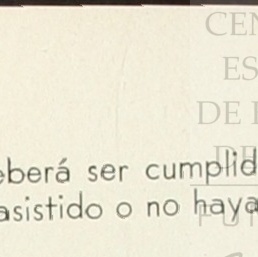 CEN
ES
DE
eberá ser cumplid
asistido o no haya